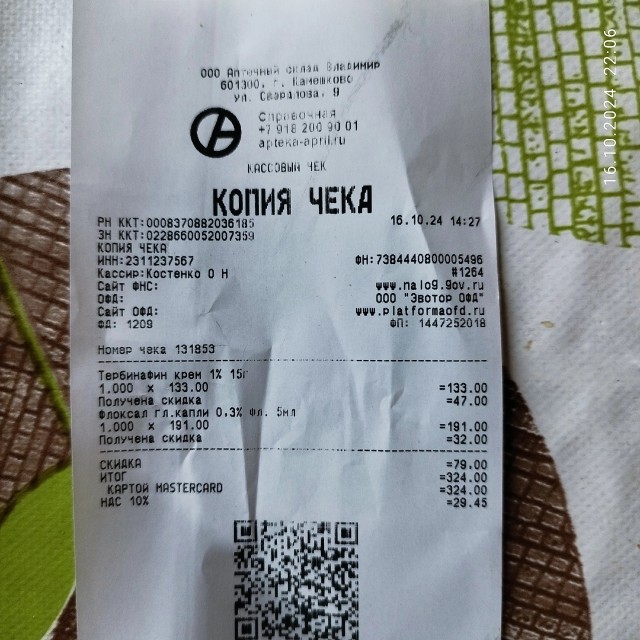 ООО Аптечный склад Владимир
601300, г. Камешково
ул. Свердлова, 9
Справочная
+7 918 200 90 01
apteka-april.ru
КАССОВЫЙ ЧЕК
КОПИЯ ЧЕКА
РН ККТ:0008370882036185 16.10.24 14:27
ЗН ККТ:0228660052007359
КОПИЯ ЧЕКА
ИНН:2311237567 ФН:7384440800005496
Кассир:Костенко О Н #1264
Сайт ФНС: www.nalog.gov.ru
ОФД: ООО "Эвотор ОФД"
Сайт ОФД: www.platformaofd.ru
ФД: 1209 ФП: 1447252018
Номер чека 131853
Тербинафин крем 1% 15г
1.000 x 133.00 =133.00
Получена скидка =47.00
Флоксал гл.капли 0.3% фл. 5мл
1.000 x 191.00 =191.00
Получена скидка =32.00
СКИДКА =79.00
ИТОГ =324.00
КАРТОЙ MASTERCARD =324.00
НДС 10% =29.45
16.10.2024 22:06